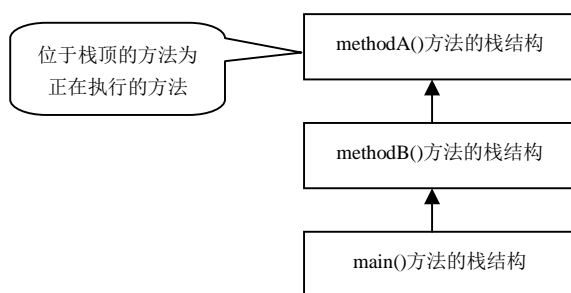 位于栈顶的方法为
正在执行的方法
methodA()方法的栈结构
methodB()方法的栈结构
main()方法的栈结构